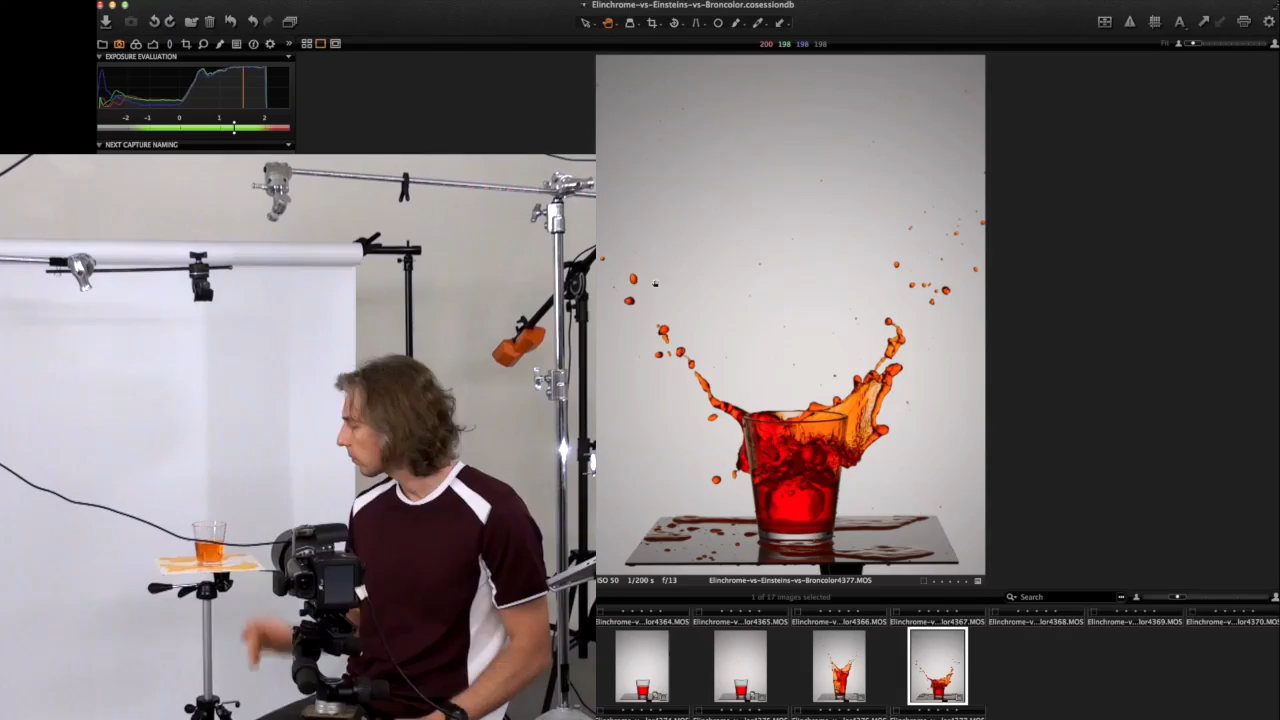 Elinchrome-vs-Einsteins-vs-Broncolor.cosessiondb
200 198 198 198
Fit
EXPOSURE EVALUATION
-2 -1 0 1 2
NEXT CAPTURE NAMING
ISO 50 1/200 s f/13 Elinchrome-vs-Einsteins-vs-Broncolor4377.MOS
1 of 17 images selected
Search
Elinchrome-v...lor4364.MOS Elinchrome-v...lor4365.MOS Elinchrome-v...lor4366.MOS Elinchrome-v...lor4367.MOS Elinchrome-v...lor4368.MOS Elinchrome-v...lor4369.MOS Elinchrome-v...lor4370.MOS